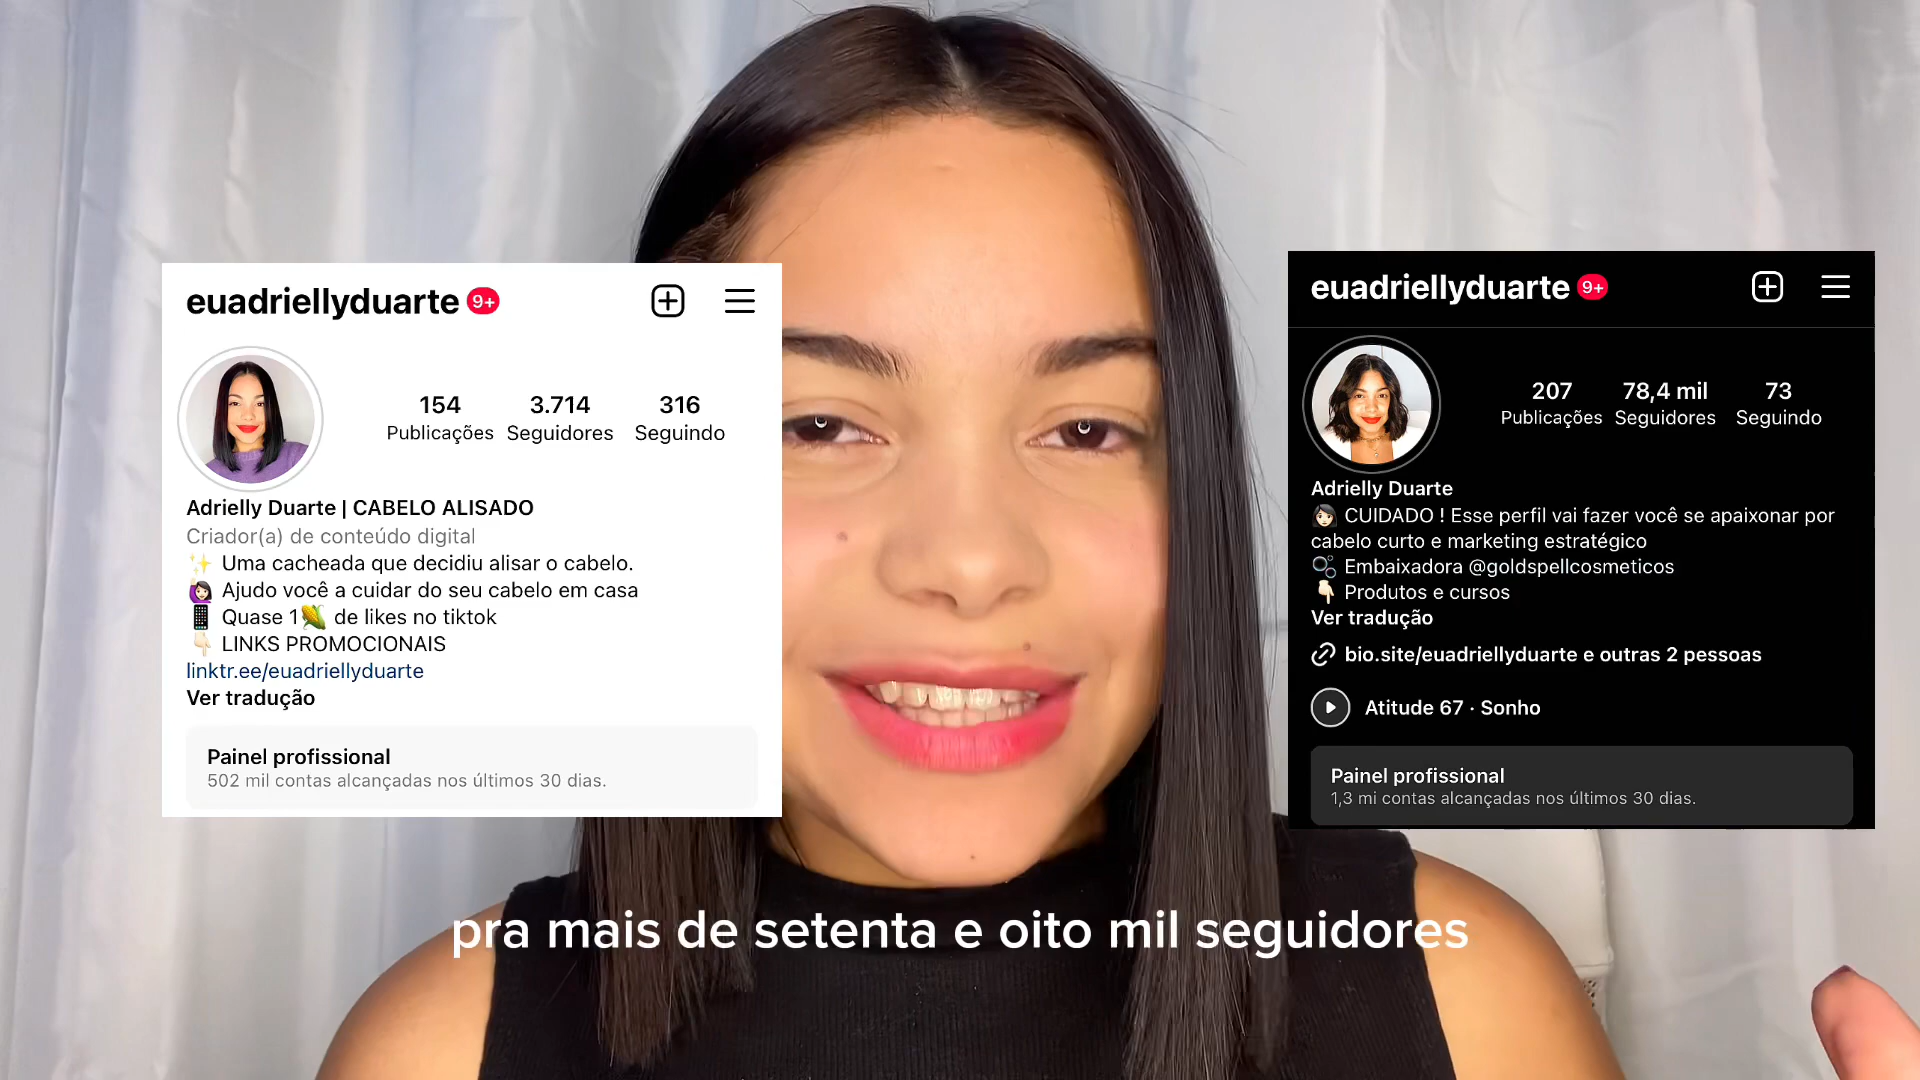 euadriellyduarte 9+
154 3.714 316
Publicações Seguidores Seguindo
Adrielly Duarte | CABELO ALISADO
Criador(a) de conteúdo digital
✨ Uma cacheada que decidiu alisar o cabelo.
🙋🏻‍♀️ Ajudo você a cuidar do seu cabelo em casa
📱 Quase 1🌽 de likes no tiktok
👇🏻 LINKS PROMOCIONAIS
linktr.ee/euadriellyduarte
Ver tradução
Painel profissional
502 mil contas alcançadas nos últimos 30 dias.
euadriellyduarte 9+
207 78,4 mil 73
Publicações Seguidores Seguindo
Adrielly Duarte
👩🏻 CUIDADO ! Esse perfil vai fazer você se apaixonar por
cabelo curto e marketing estratégico
🫧 Embaixadora @goldspellcosmeticos
👇🏻 Produtos e cursos
Ver tradução
bio.site/euadriellyduarte e outras 2 pessoas
Atitude 67 · Sonho
Painel profissional
1,3 mi contas alcançadas nos últimos 30 dias.
pra mais de setenta e oito mil seguidores